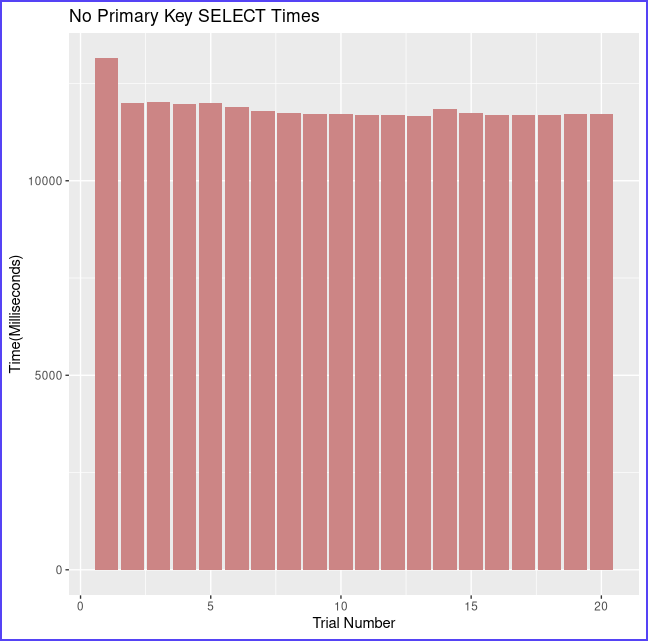 No Primary Key SELECT Times
Time(Milliseconds)
10000
5000
0
0 5 10 15 20
Trial Number